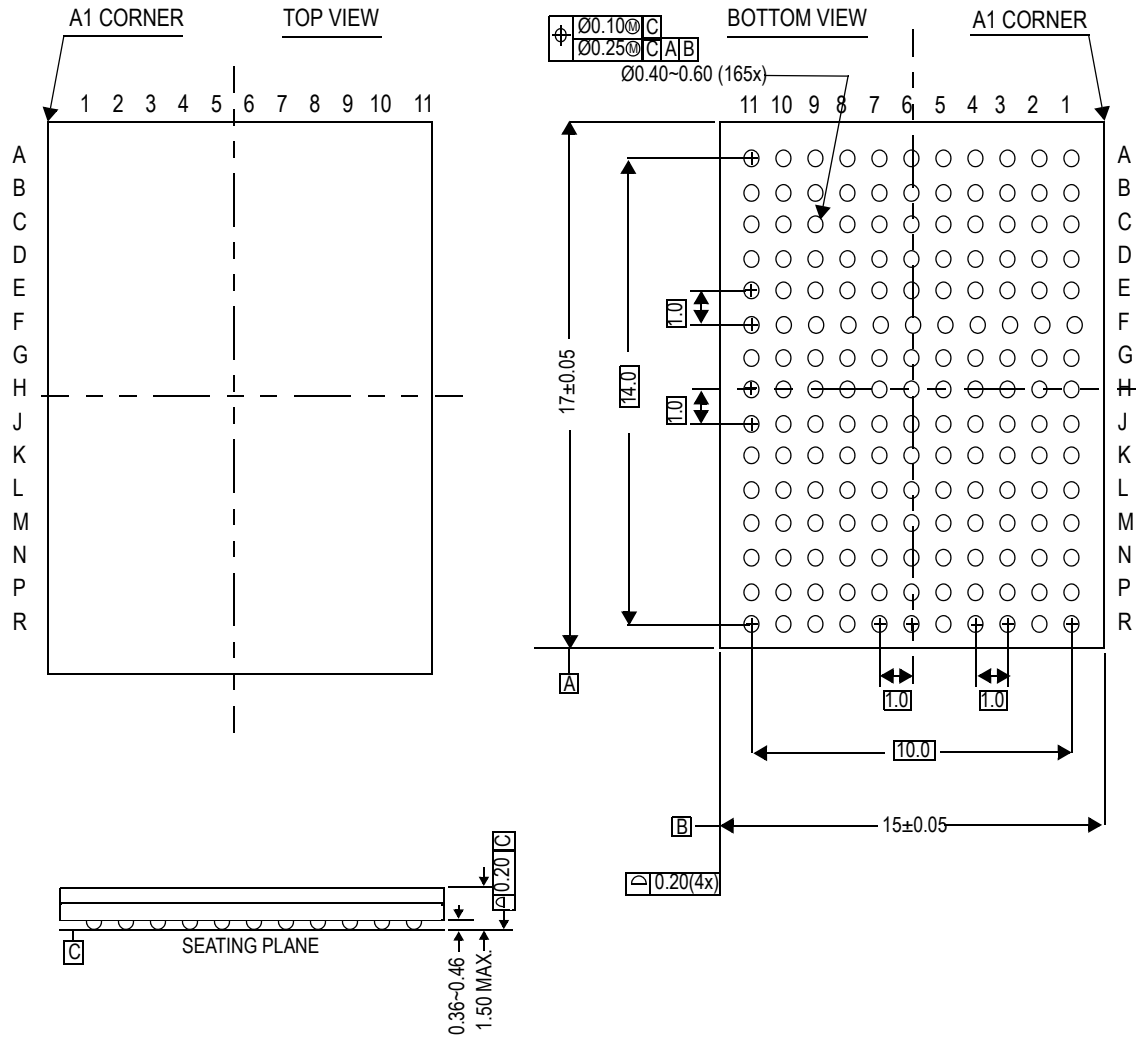 A1 CORNER
TOP VIEW
BOTTOM VIEW
A1 CORNER
Ø0.10Ⓜ C
Ø0.25Ⓜ C A B
Ø0.40~0.60 (165x)
1 2 3 4 5 6 7 8 9 10 11
11 10 9 8 7 6 5 4 3 2 1
A
B
C
D
E
F
G
H
J
K
L
M
N
P
R
A
B
C
D
E
F
G
H
J
K
L
M
N
P
R
17±0.05
14.0
1.0
1.0
A
1.0
1.0
10.0
B
15±0.05
0.20(4x)
0.20 C
C
SEATING PLANE
0.36~0.46
1.50 MAX.